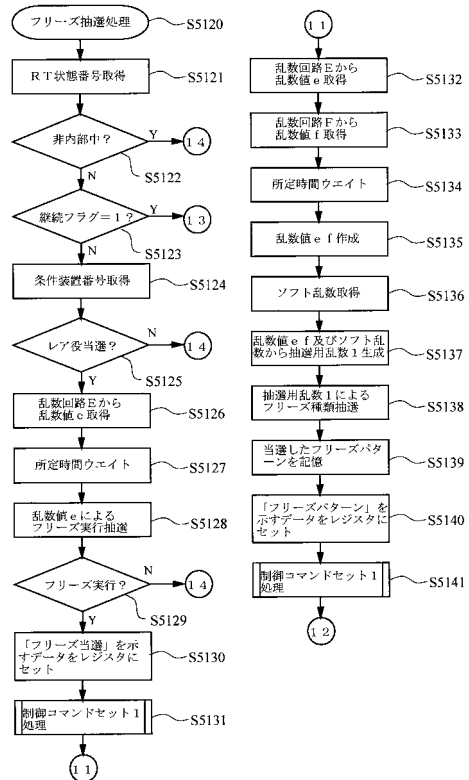 フリーズ抽選処理
S5120
RT状態番号取得
S5121
非内部中?
Y
14
S5122
N
継続フラグ=1?
Y
13
S5123
N
条件装置番号取得
S5124
レア役当選?
N
14
S5125
Y
乱数回路Eから
乱数値e取得
S5126
所定時間ウエイト
S5127
乱数値eによる
フリーズ実行抽選
S5128
フリーズ実行?
N
14
S5129
Y
「フリーズ当選」を示
すデータをレジスタに
セット
S5130
制御コマンドセット1
処理
S5131
11
11
乱数回路Eから
乱数値e取得
S5132
乱数回路Fから
乱数値f取得
S5133
所定時間ウエイト
S5134
乱数値ef作成
S5135
ソフト乱数取得
S5136
乱数値ef及びソフト乱
数から抽選用乱数1生成
S5137
抽選用乱数1による
フリーズ種類抽選
S5138
当選したフリーズパタ
ーンを記憶
S5139
「フリーズパターン」を
示すデータをレジスタに
セット
S5140
制御コマンドセット1
処理
S5141
12